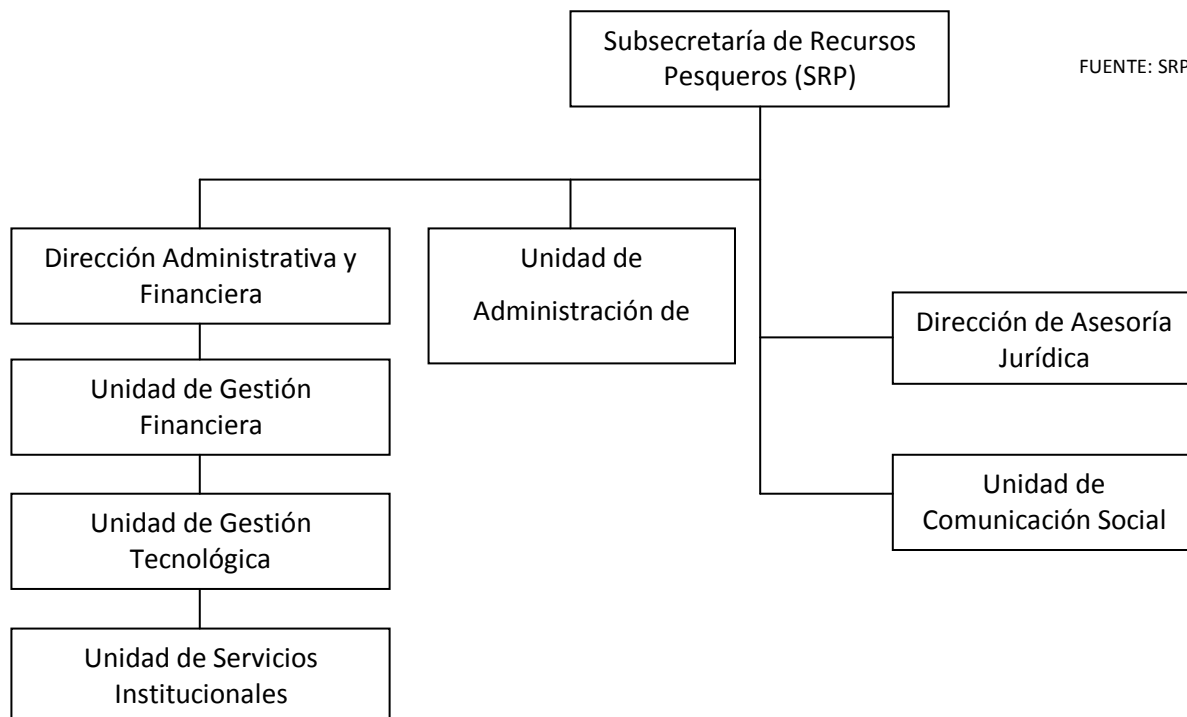 Subsecretaría de Recursos
Pesqueros (SRP)
FUENTE: SRP
Dirección Administrativa y
Financiera
Unidad de
Administración de
Dirección de Asesoría
Jurídica
Unidad de Gestión
Financiera
Unidad de
Comunicación Social
Unidad de Gestión
Tecnológica
Unidad de Servicios
Institucionales